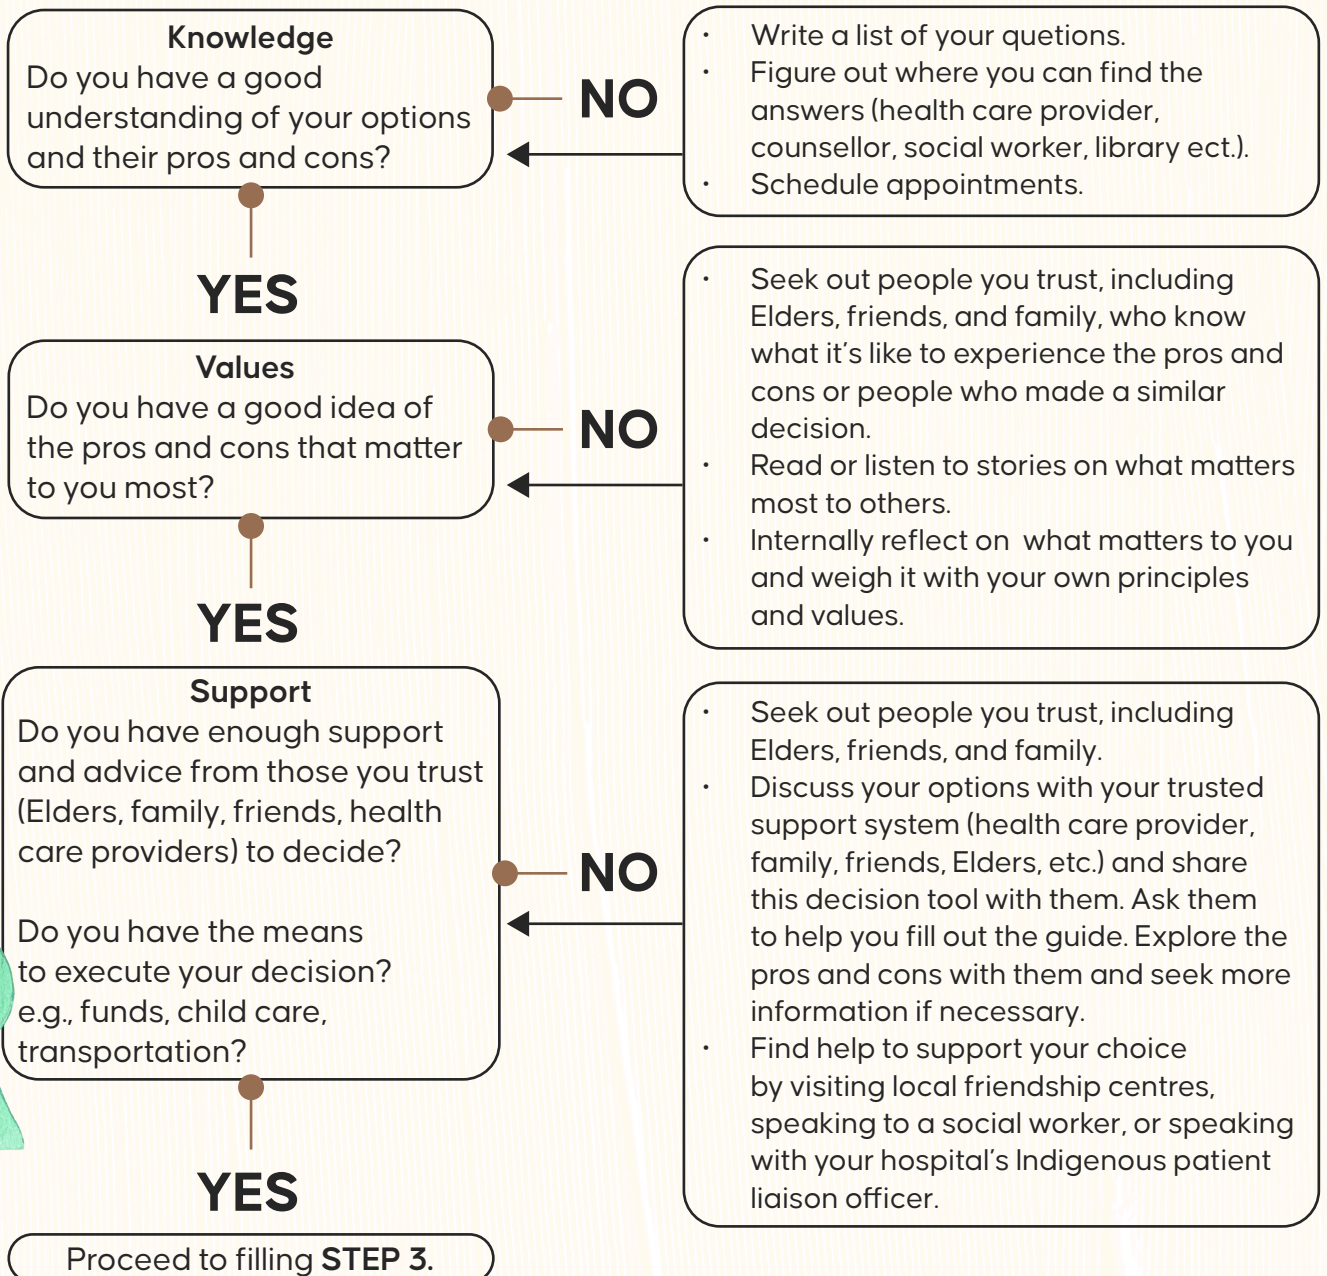 Knowledge
Do you have a good
understanding of your options
and their pros and cons?
NO
• Write a list of your quetions.
• Figure out where you can find the
answers (health care provider,
counsellor, social worker, library ect.).
• Schedule appointments.
YES
Values
Do you have a good idea of
the pros and cons that matter
to you most?
NO
• Seek out people you trust, including
Elders, friends, and family, who know
what it's like to experience the pros and
cons or people who made a similar
decision.
• Read or listen to stories on what matters
most to others.
• Internally reflect on what matters to you
and weigh it with your own principles
and values.
YES
Support
Do you have enough support
and advice from those you trust
(Elders, family, friends, health
care providers) to decide?
Do you have the means
to execute your decision?
e.g., funds, child care,
transportation?
NO
• Seek out people you trust, including
Elders, friends, and family.
• Discuss your options with your trusted
support system (health care provider,
family, friends, Elders, etc.) and share
this decision tool with them. Ask them
to help you fill out the guide. Explore the
pros and cons with them and seek more
information if necessary.
• Find help to support your choice
by visiting local friendship centres,
speaking to a social worker, or speaking
with your hospital's Indigenous patient
liaison officer.
YES
Proceed to filling STEP 3.